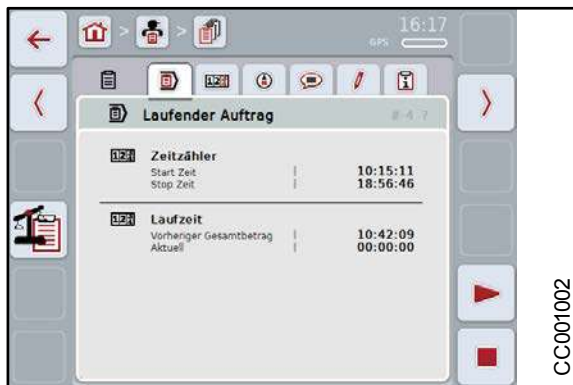 16:17
GPS
Laufender Auftrag
Zeitzähler
Start Zeit | 10:15:11
Stop Zeit | 18:56:46
Laufzeit
Vorheriger Gesamtbetrag | 10:42:09
Aktuell | 00:00:00
CC001002